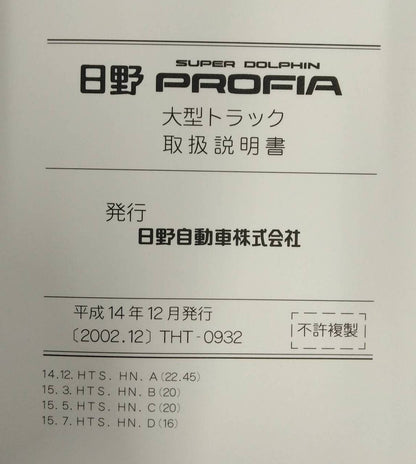 SUPER DOLPHIN
日野 PROFIA
大型トラック
取扱説明書
発行
日野自動車株式会社
平成14年12月発行
〔2002.12〕THT-0932
不許複製
14.12.HTS. HN. A(22.45)
15.3.HTS. HN. B(20)
15.5.HTS. HN. C(20)
15.7.HTS. HN. D(16)